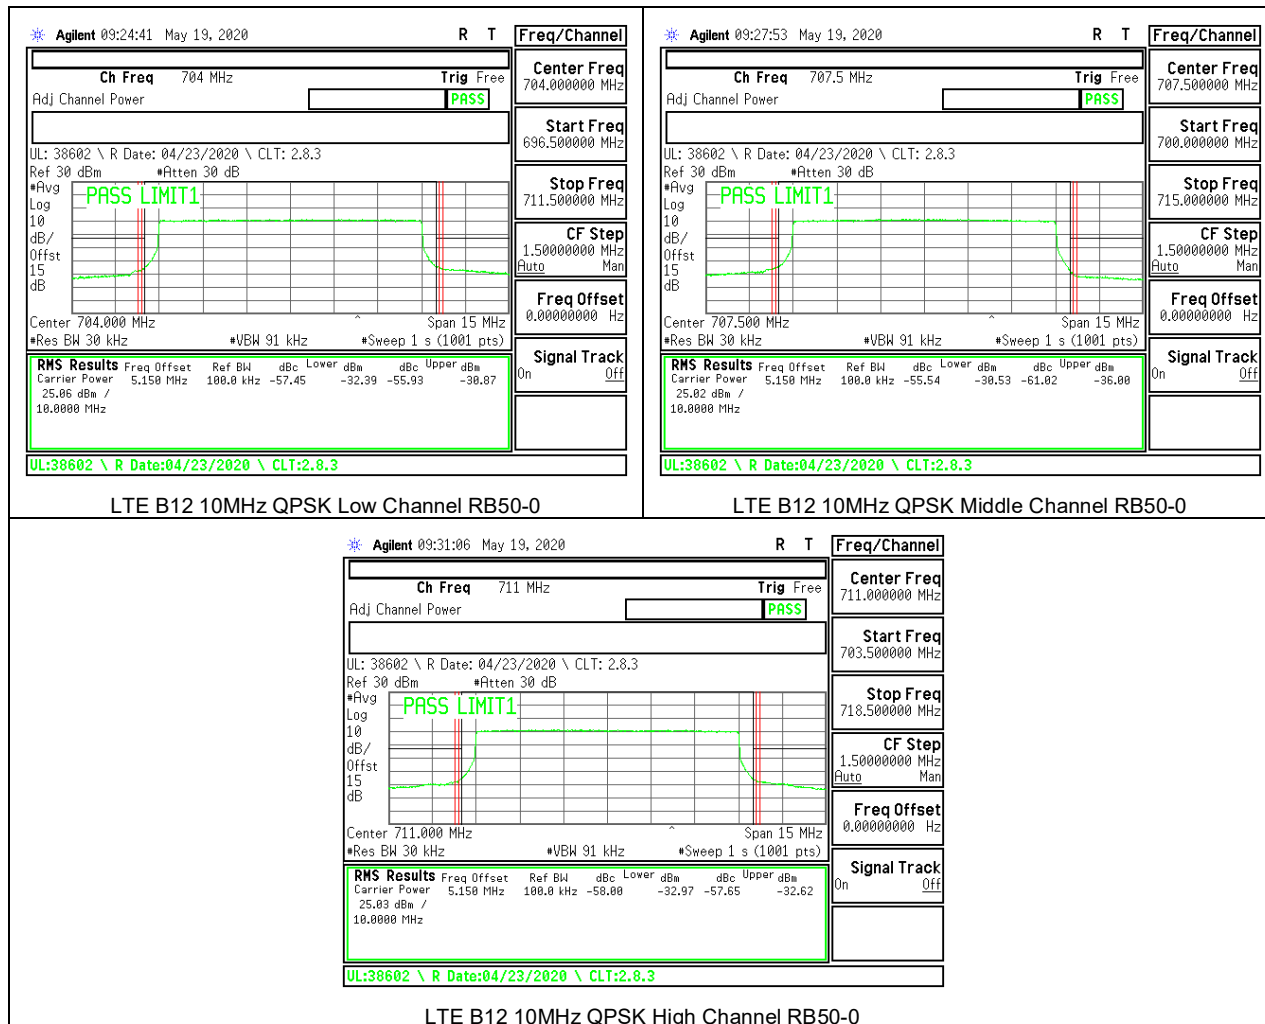 Agilent 09:24:41 May 19, 2020 R T Freq/Channel
Ch Freq 704 MHz Trig Free
Adj Channel Power PASS
UL: 38602 \ R Date: 04/23/2020 \ CLT: 2.8.3
Ref 30 dBm #Atten 30 dB
#Avg
Log
10
dB/
Offst
15
dB
PASS LIMIT1
Center 704.000 MHz ^ Span 15 MHz
#Res BW 30 kHz #VBW 91 kHz #Sweep 1 s (1001 pts)
RMS Results Freq Offset Ref BW dBc Lower dBm dBc Upper dBm
Carrier Power 5.150 MHz 100.0 kHz -57.45 -32.39 -55.93 -30.87
25.06 dBm /
10.0000 MHz
UL:38602 \ R Date:04/23/2020 \ CLT:2.8.3
Center Freq
704.000000 MHz
Start Freq
696.500000 MHz
Stop Freq
711.500000 MHz
CF Step
1.50000000 MHz
Auto Man
Freq Offset
0.00000000 Hz
Signal Track
On Off
LTE B12 10MHz QPSK Low Channel RB50-0
Agilent 09:27:53 May 19, 2020 R T Freq/Channel
Ch Freq 707.5 MHz Trig Free
Adj Channel Power PASS
UL: 38602 \ R Date: 04/23/2020 \ CLT: 2.8.3
Ref 30 dBm #Atten 30 dB
#Avg
Log
10
dB/
Offst
15
dB
PASS LIMIT1
Center 707.500 MHz ^ Span 15 MHz
#Res BW 30 kHz #VBW 91 kHz #Sweep 1 s (1001 pts)
RMS Results Freq Offset Ref BW dBc Lower dBm dBc Upper dBm
Carrier Power 5.150 MHz 100.0 kHz -55.54 -30.53 -61.02 -36.00
25.02 dBm /
10.0000 MHz
UL:38602 \ R Date:04/23/2020 \ CLT:2.8.3
Center Freq
707.500000 MHz
Start Freq
700.000000 MHz
Stop Freq
715.000000 MHz
CF Step
1.50000000 MHz
Auto Man
Freq Offset
0.00000000 Hz
Signal Track
On Off
LTE B12 10MHz QPSK Middle Channel RB50-0
Agilent 09:31:06 May 19, 2020 R T Freq/Channel
Ch Freq 711 MHz Trig Free
Adj Channel Power PASS
UL: 38602 \ R Date: 04/23/2020 \ CLT: 2.8.3
Ref 30 dBm #Atten 30 dB
#Avg
Log
10
dB/
Offst
15
dB
PASS LIMIT1
Center 711.000 MHz ^ Span 15 MHz
#Res BW 30 kHz #VBW 91 kHz #Sweep 1 s (1001 pts)
RMS Results Freq Offset Ref BW dBc Lower dBm dBc Upper dBm
Carrier Power 5.150 MHz 100.0 kHz -58.00 -32.97 -57.65 -32.62
25.03 dBm /
10.0000 MHz
UL:38602 \ R Date:04/23/2020 \ CLT:2.8.3
Center Freq
711.000000 MHz
Start Freq
703.500000 MHz
Stop Freq
718.500000 MHz
CF Step
1.50000000 MHz
Auto Man
Freq Offset
0.00000000 Hz
Signal Track
On Off
LTE B12 10MHz QPSK High Channel RB50-0